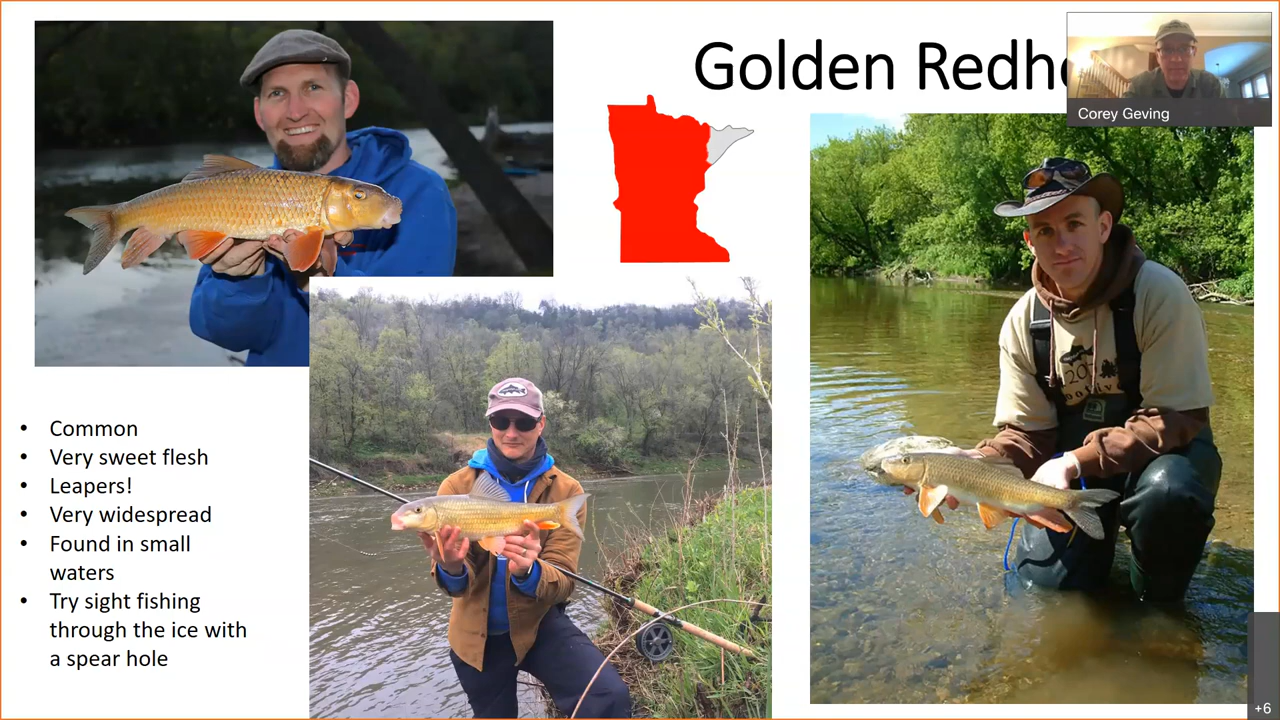 Golden Redh
Corey Geving
• Common
• Very sweet flesh
• Leapers!
• Very widespread
• Found in small
waters
• Try sight fishing
through the ice with
a spear hole
+6